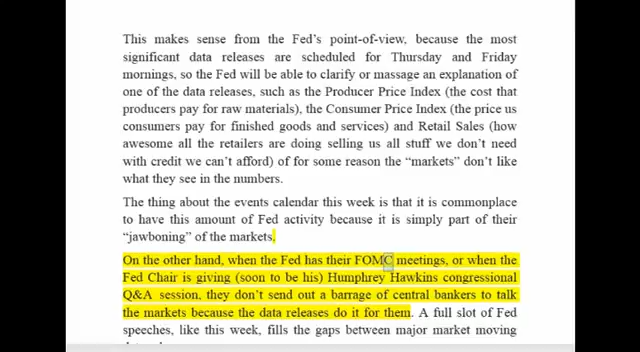 This makes sense from the Fed's point-of-view, because the most
significant data releases are scheduled for Thursday and Friday
mornings, so the Fed will be able to clarify or massage an explanation of
one of the data releases, such as the Producer Price Index (the cost that
producers pay for raw materials), the Consumer Price Index (the price us
consumers pay for finished goods and services) and Retail Sales (how
awesome all the retailers are doing selling us all stuff we don't need
with credit we can't afford) of for some reason the “markets” don't like
what they see in the numbers.
The thing about the events calendar this week is that it is commonplace
to have this amount of Fed activity because it is simply part of their
“jawboning” of the markets.
On the other hand, when the Fed has their FOMC meetings, or when the
Fed Chair is giving (soon to be his) Humphrey Hawkins congressional
Q&A session, they don't send out a barrage of central bankers to talk
the markets because the data releases do it for them. A full slot of Fed
speeches, like this week, fills the gaps between major market moving